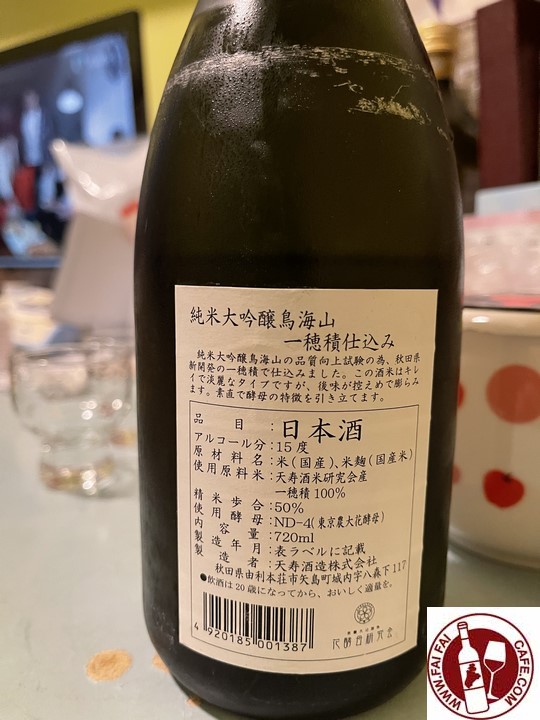 純米大吟醸鳥海山
一穂積仕込み
純米大吟醸鳥海山の品質向上試験の為、秋田県
新開発の一穂積で仕込みました。この酒米はキレ
イで淡麗なタイプですが、後味が控えめで膨らみ
ます。素直で酵母の特徴を引き立てます。
品目:日本酒
アルコール分:15度
原材料名:米(国産)、米麹(国産米)
使用原料米:天寿酒米研究会産
一穂積100%
精米歩合:50%
使用酵母:ND-4(東京農大花酵母)
内容量:720ml
製造年月:表ラベルに記載
製造者:天寿酒造株式会社
秋田県由利本荘市矢島町城内字八森下117
●飲酒は20歳になってから、おいしく適量を。
4 920185 001387
花酵母研究会
WWW.FAI FAI CAFE.COM